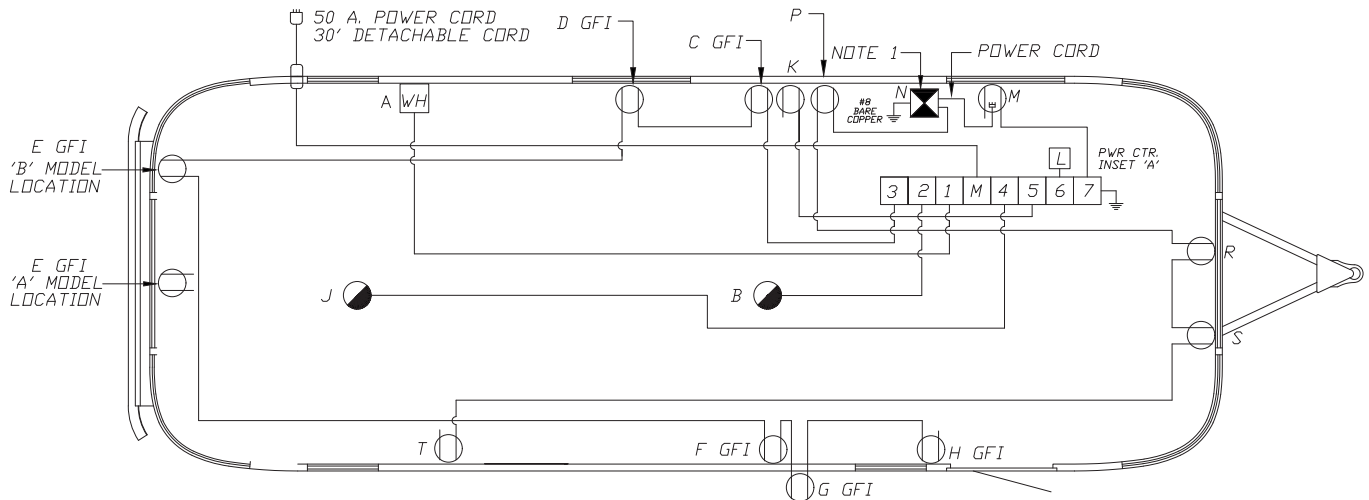 50 A. POWER CORD
30' DETACHABLE CORD
D GFI
P
C GFI
K
NOTE 1
POWER CORD
A
WH
N
M
#8
BARE
COPPER
E GFI
'B' MODEL
LOCATION
L
PWR CTR.
INSET 'A'
3 2 1 M 4 5 6 7
R
E GFI
'A' MODEL
LOCATION
J
B
S
T
F GFI
H GFI
G GFI